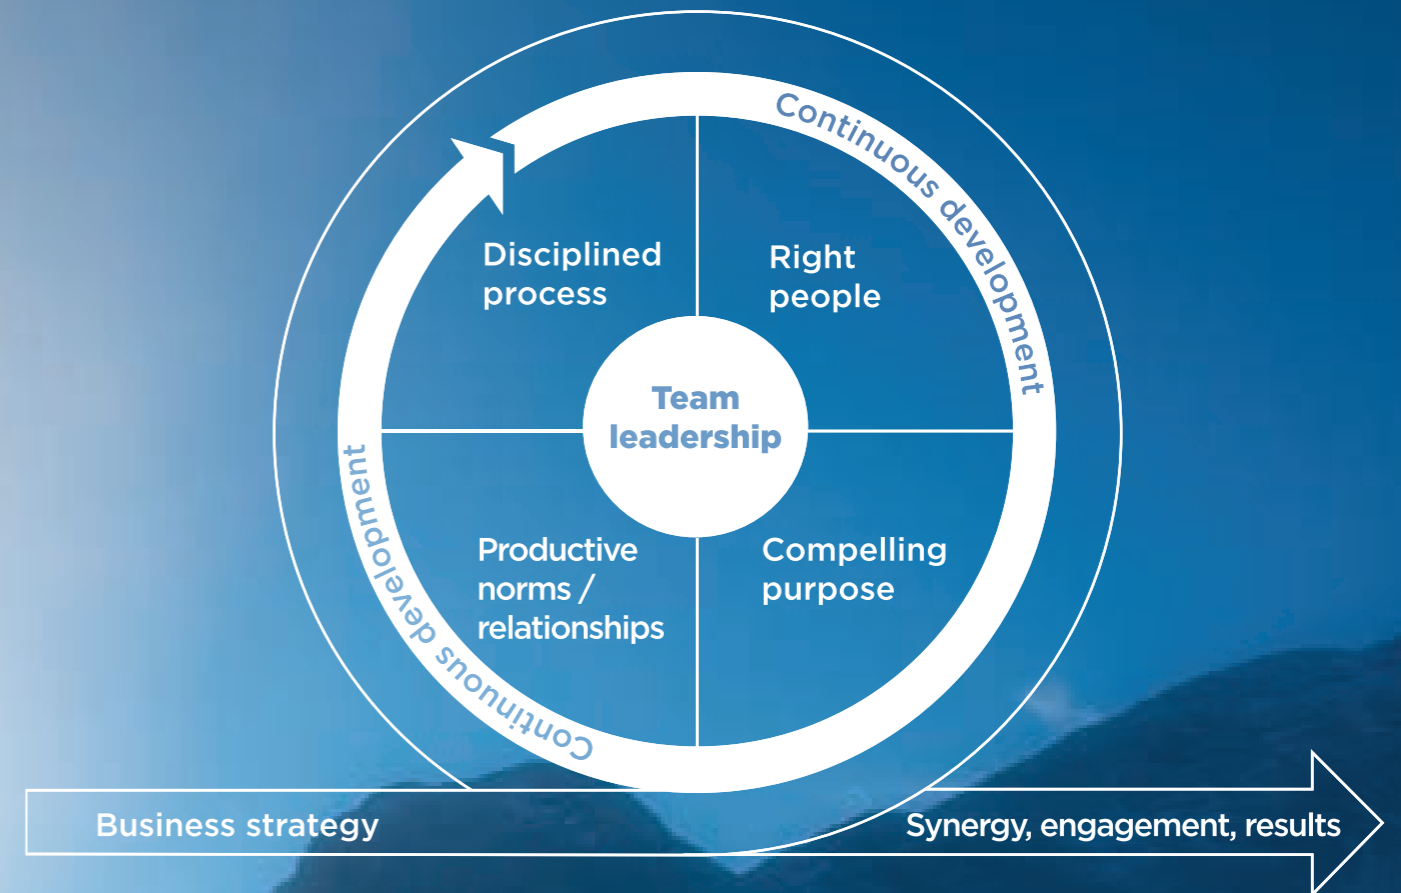 Continuous development
Disciplined
process
Right
people
Team
leadership
Productive
norms /
relationships
Compelling
purpose
Continuous development
Business strategy
Synergy, engagement, results